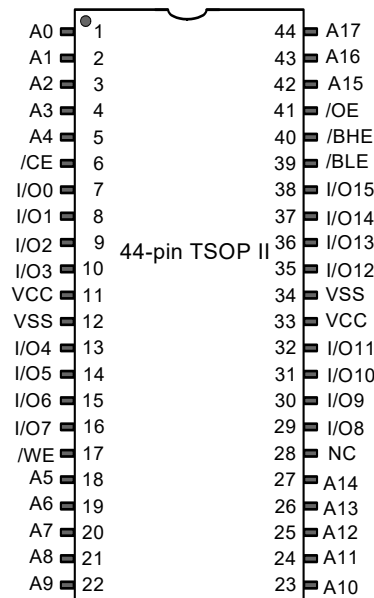 A0 1 44 A17
A1 2 43 A16
A2 3 42 A15
A3 4 41 /OE
A4 5 40 /BHE
/CE 6 39 /BLE
I/O0 7 38 I/O15
I/O1 8 37 I/O14
I/O2 9 44-pin TSOP II 36 I/O13
I/O3 10 35 I/O12
VCC 11 34 VSS
VSS 12 33 VCC
I/O4 13 32 I/O11
I/O5 14 31 I/O10
I/O6 15 30 I/O9
I/O7 16 29 I/O8
/WE 17 28 NC
A5 18 27 A14
A6 19 26 A13
A7 20 25 A12
A8 21 24 A11
A9 22 23 A10